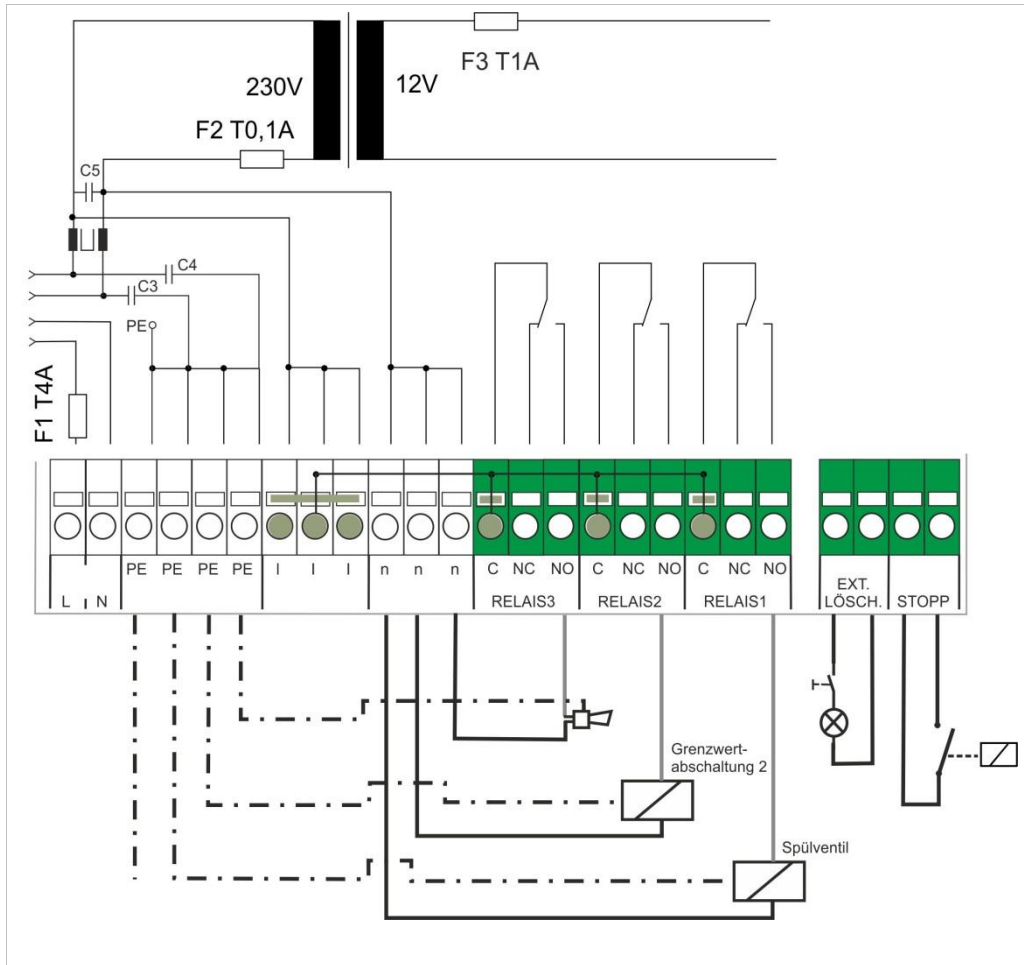 F3 T1A
230V
12V
F2 T0,1A
C5
C4
C3
PE
F1 T4A
PE PE PE PE I I I n n n C NC NO C NC NO C NC NO
L N RELAIS3 RELAIS2 RELAIS1
EXT.
LÖSCH. STOPP
Grenzwert-
abschaltung 2
Spülventil